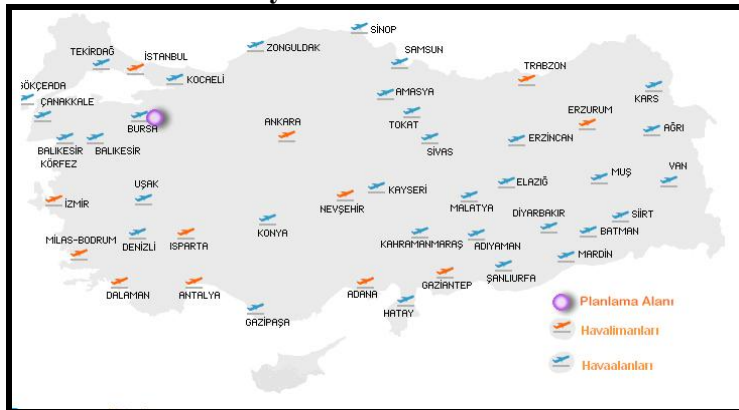 SİNOP
TEKİRDAĞ
İSTANBUL
ZONGULDAK
SAMSUN
KOCAELİ
TRABZON
GÖKÇEADA
ÇANAKKALE
AMASYA
KARS
BURSA
ANKARA
TOKAT
ERZURUM
ERZİNCAN
AĞRI
BALIKESİR
KÖRFEZ
BALIKESİR
SİVAS
VAN
UŞAK
KAYSERİ
ELAZIĞ
MUŞ
İZMİR
NEVŞEHİR
MALATYA
DİYARBAKIR
SİİRT
MİLAS-BODRUM
DENİZLİ
ISPARTA
KONYA
KAHRAMANMARAŞ
ADIYAMAN
BATMAN
MARDİN
DALAMAN
ANTALYA
ADANA
GAZİANTEP
ŞANLIURFA
GAZİPAŞA
HATAY
Planlama Alanı
Havalimanları
Havaalanları